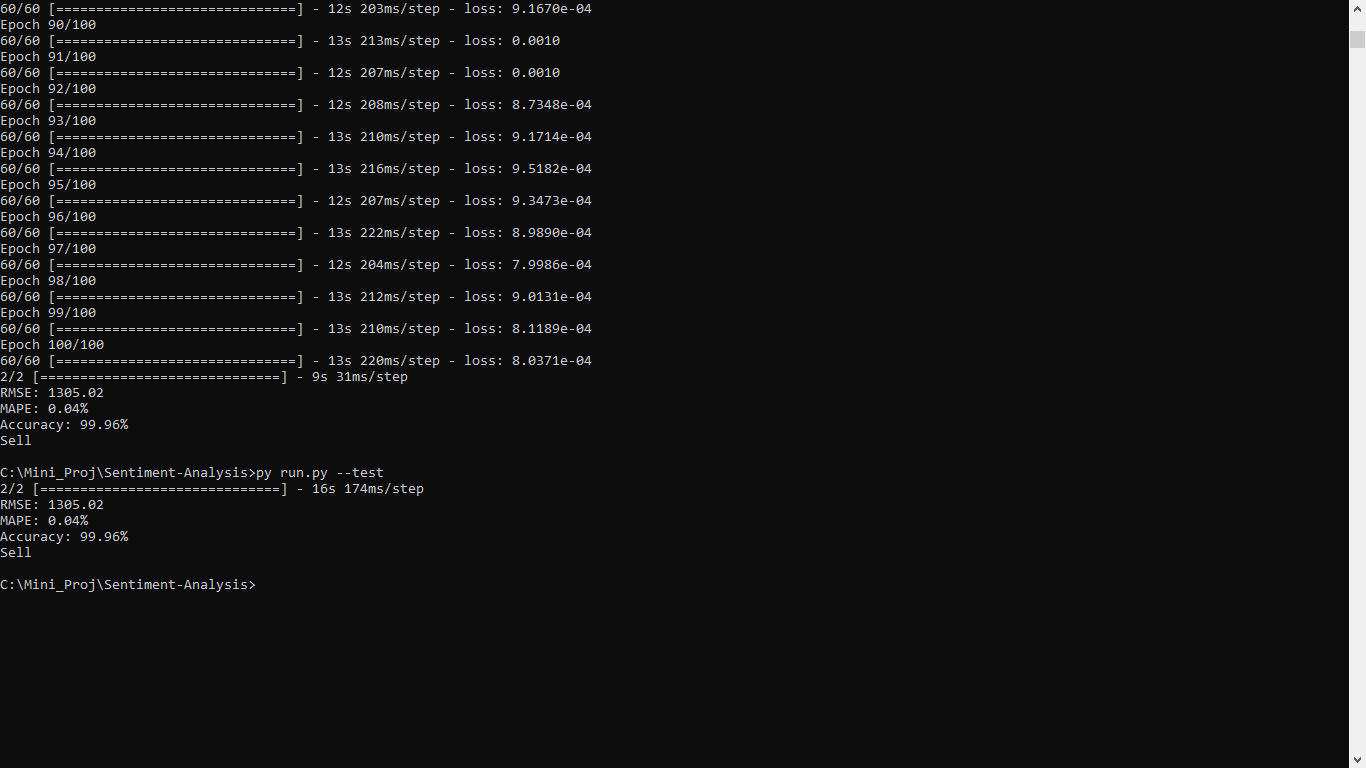 60/60 [==============================] - 12s 203ms/step - loss: 9.1670e-04
Epoch 90/100
60/60 [==============================] - 13s 213ms/step - loss: 0.0010
Epoch 91/100
60/60 [==============================] - 12s 207ms/step - loss: 0.0010
Epoch 92/100
60/60 [==============================] - 12s 208ms/step - loss: 8.7348e-04
Epoch 93/100
60/60 [==============================] - 13s 210ms/step - loss: 9.1714e-04
Epoch 94/100
60/60 [==============================] - 13s 216ms/step - loss: 9.5182e-04
Epoch 95/100
60/60 [==============================] - 12s 207ms/step - loss: 9.3473e-04
Epoch 96/100
60/60 [==============================] - 13s 222ms/step - loss: 8.9890e-04
Epoch 97/100
60/60 [==============================] - 12s 204ms/step - loss: 7.9986e-04
Epoch 98/100
60/60 [==============================] - 13s 212ms/step - loss: 9.0131e-04
Epoch 99/100
60/60 [==============================] - 13s 210ms/step - loss: 8.1189e-04
Epoch 100/100
60/60 [==============================] - 13s 220ms/step - loss: 8.0371e-04
2/2 [==============================] - 9s 31ms/step
RMSE: 1305.02
MAPE: 0.04%
Accuracy: 99.96%
Sell
C:\Mini_Proj\Sentiment-Analysis>py run.py --test
2/2 [==============================] - 16s 174ms/step
RMSE: 1305.02
MAPE: 0.04%
Accuracy: 99.96%
Sell
C:\Mini_Proj\Sentiment-Analysis>